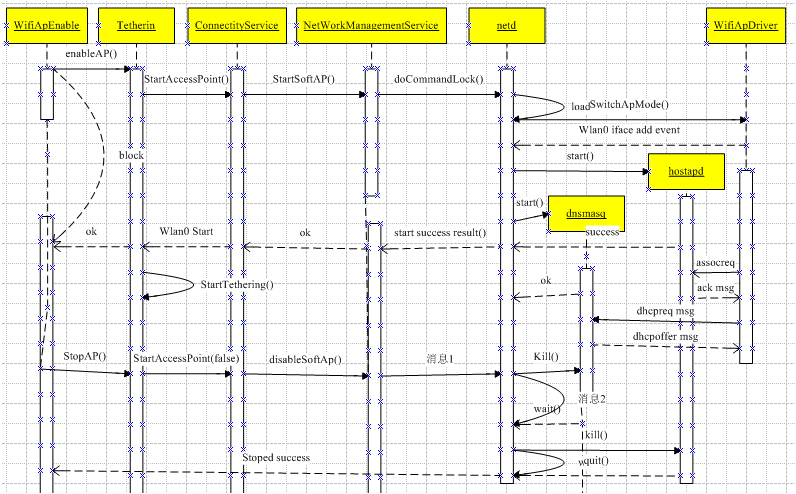 WifiApEnable Tetherin ConnectityService NetWorkManagementService netd WifiApDriver
enableAP()
StartAccessPoint() StartSoftAP() doCommandLock()
load SwitchApMode()
Wlan0 iface add event
block start() hostapd
start() dnsmasq
ok Wlan0 Start ok start success result() success
assocreq
StartTethering() ok ack msg
dhcpreq msg
dhcpoffer msg
StopAP() StartAccessPoint(false) disableSoftAp() 消息1 Kill()
消息2
wait()
kill()
Stoped success quit()